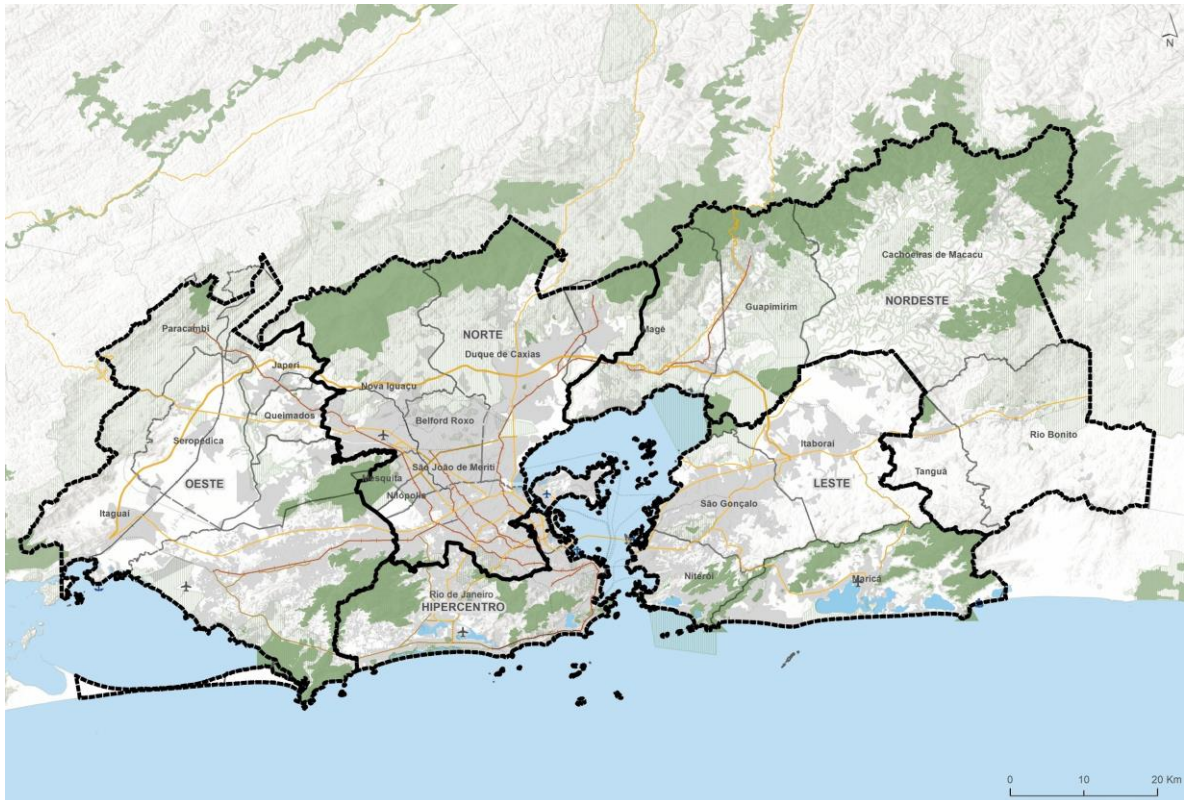 N
Cachoeiras de Macacu
NORDESTE
Guapimirim
Paracambi
Magé
NORTE
Duque de Caxias
Japeri
Nova Iguaçu
Queimados
Belford Roxo
Rio Bonito
Seropédica
Itaboraí
São João de Meriti
Tanguá
Mesquita
OESTE
LESTE
Nilópolis
São Gonçalo
Itaguaí
Niterói
Maricá
Rio de Janeiro
HIPERCENTRO
0 10 20 Km